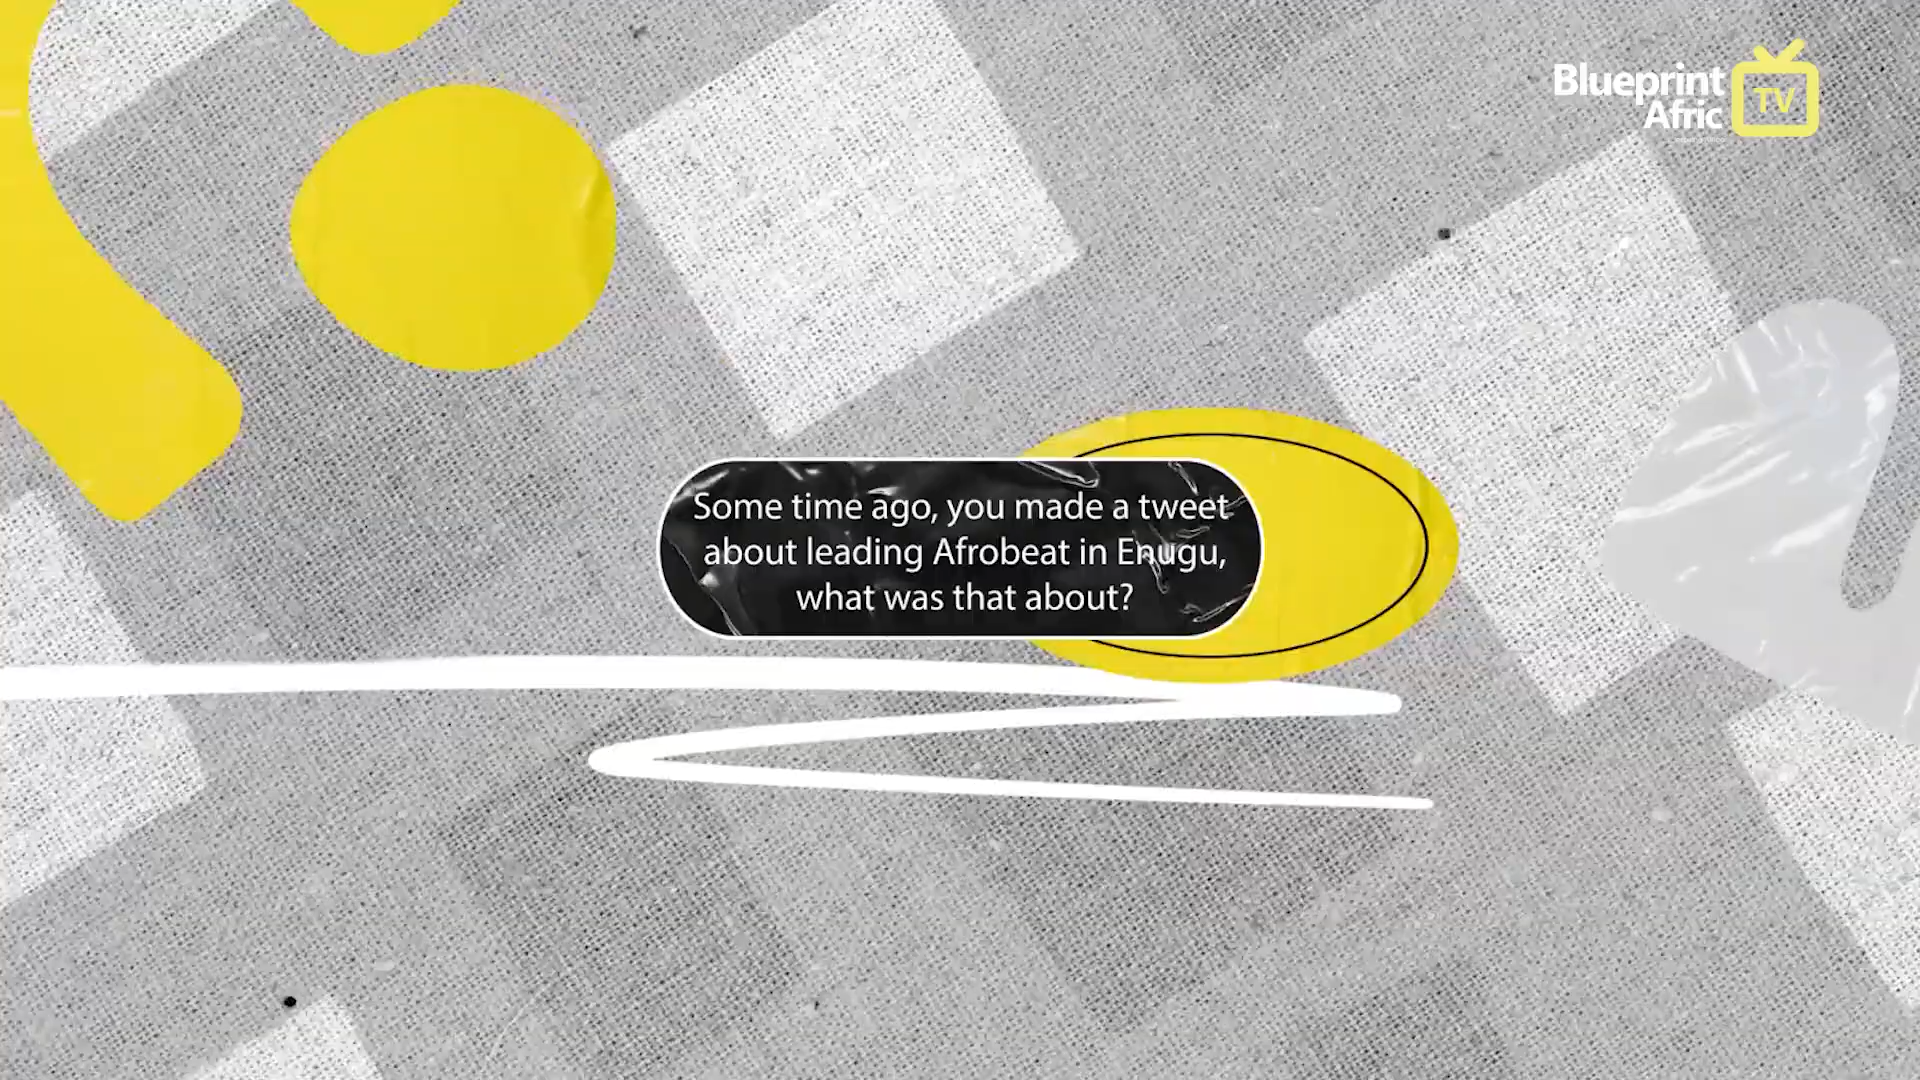 Blueprint
Afric
TV
Some time ago, you made a tweet
about leading Afrobeat in Enugu,
what was that about?